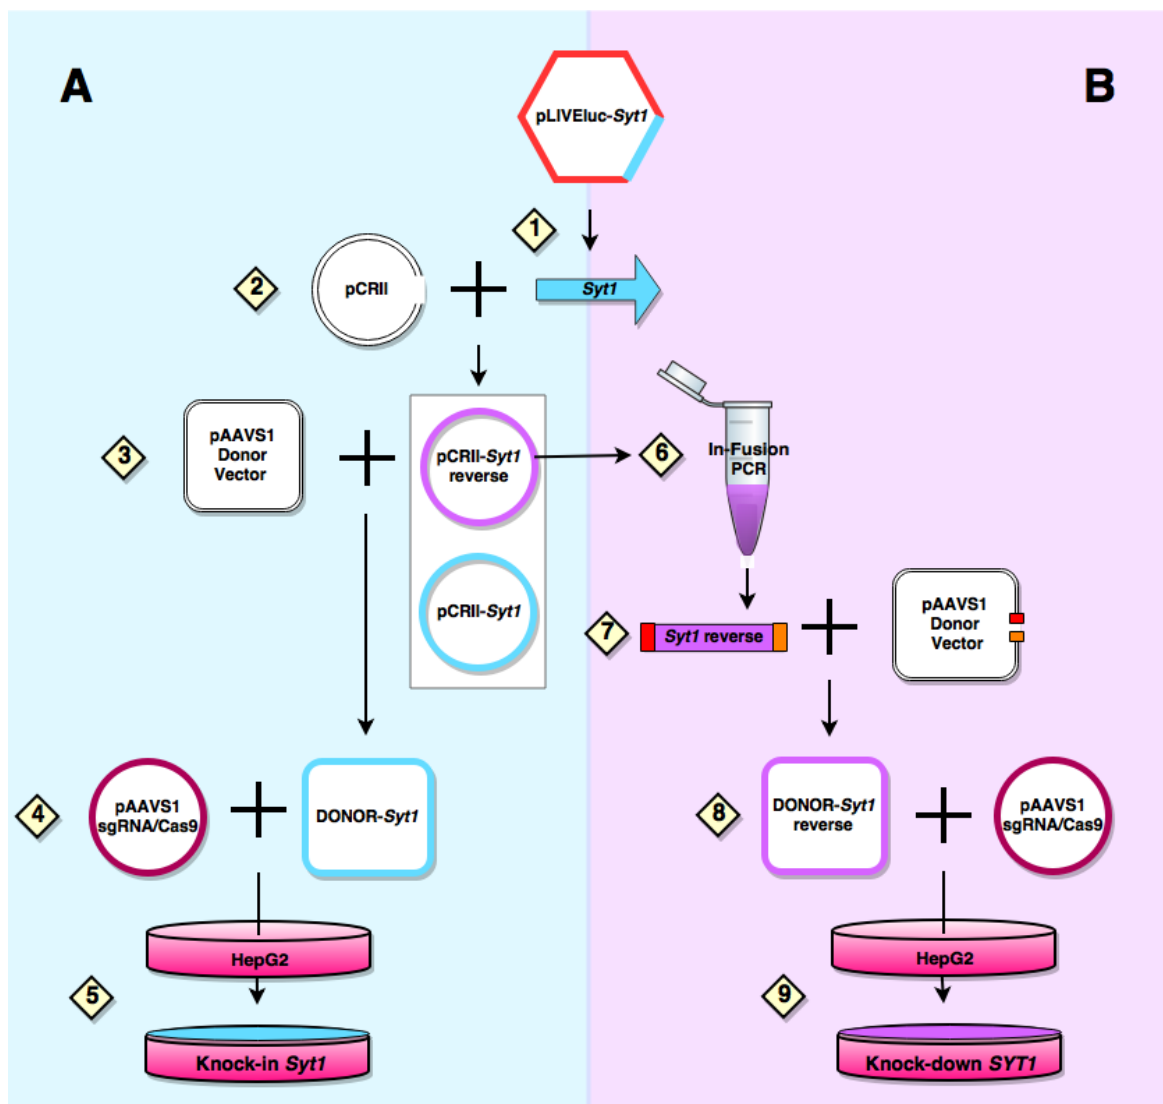 A
B
pLIVEluc-Syt1
1
2
pCRII
Syt1
3
pAAVS1
Donor
Vector
pCRII-Syt1
reverse
6
In-Fusion
PCR
pCRII-Syt1
7
Syt1 reverse
pAAVS1
Donor
Vector
4
pAAVS1
sgRNA/Cas9
DONOR-Syt1
8
DONOR-Syt1
reverse
pAAVS1
sgRNA/Cas9
HepG2
HepG2
5
9
Knock-in Syt1
Knock-down SYT1